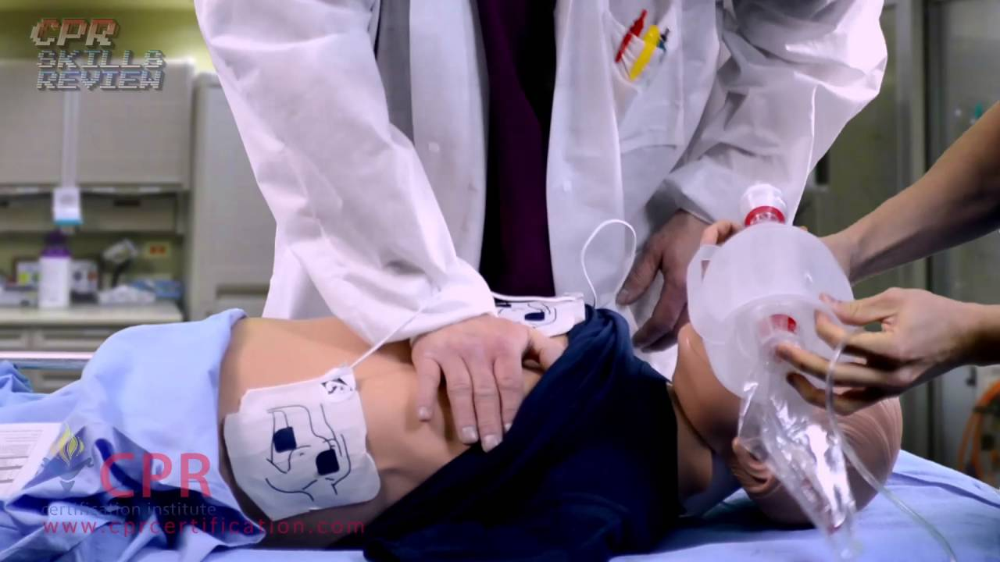 CPR
SKILLS
REVIEW
CPR
certification institute
www.cprcertification.com